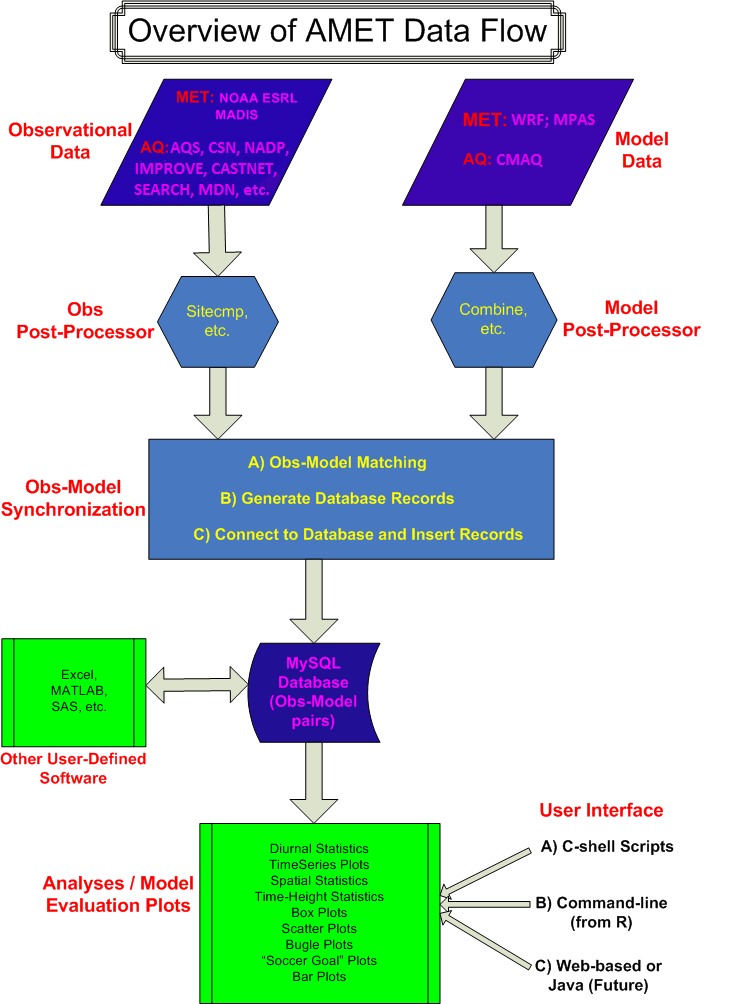 Overview of AMET Data Flow
Observational
Data
MET: NOAA ESRL
MADIS
AQ:AQS, CSN, NADP,
IMPROVE, CASTNET,
SEARCH, MDN, etc.
MET: WRF; MPAS
AQ: CMAQ
Model
Data
Obs
Post-Processor
Sitecmp,
etc.
Combine,
etc.
Model
Post-Processor
Obs-Model
Synchronization
A) Obs-Model Matching
B) Generate Database Records
C) Connect to Database and Insert Records
Excel,
MATLAB,
SAS, etc.
Other User-Defined
Software
MySQL
Database
(Obs-Model
pairs)
Analyses / Model
Evaluation Plots
Diurnal Statistics
TimeSeries Plots
Spatial Statistics
Time-Height Statistics
Box Plots
Scatter Plots
Bugle Plots
“Soccer Goal” Plots
Bar Plots
User Interface
A) C-shell Scripts
B) Command-line
(from R)
C) Web-based or
Java (Future)